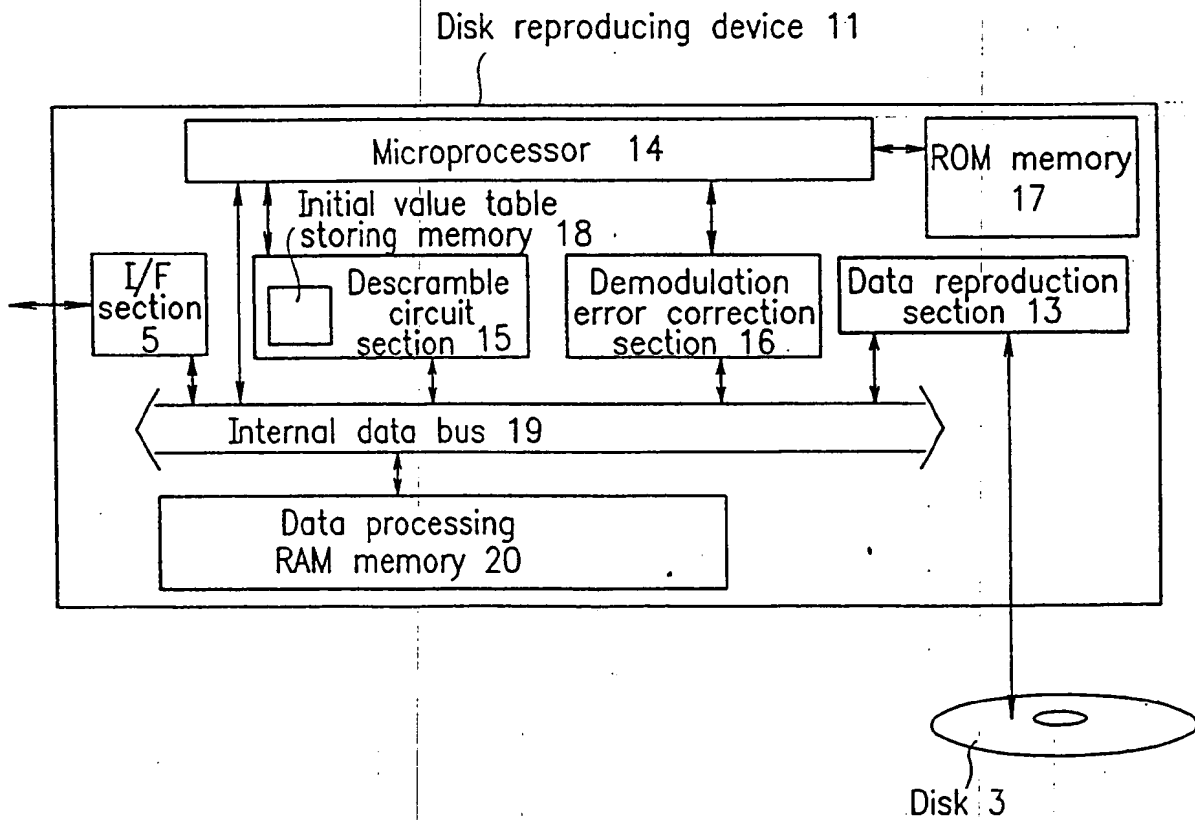 Disk reproducing device 11
Microprocessor 14
ROM memory
17
Initial value table
storing memory 18
I/F
section
5
Descramble
circuit
section 15
Demodulation
error correction
section 16
Data reproduction
section 13
Internal data bus 19
Data processing
RAM memory 20
Disk 3